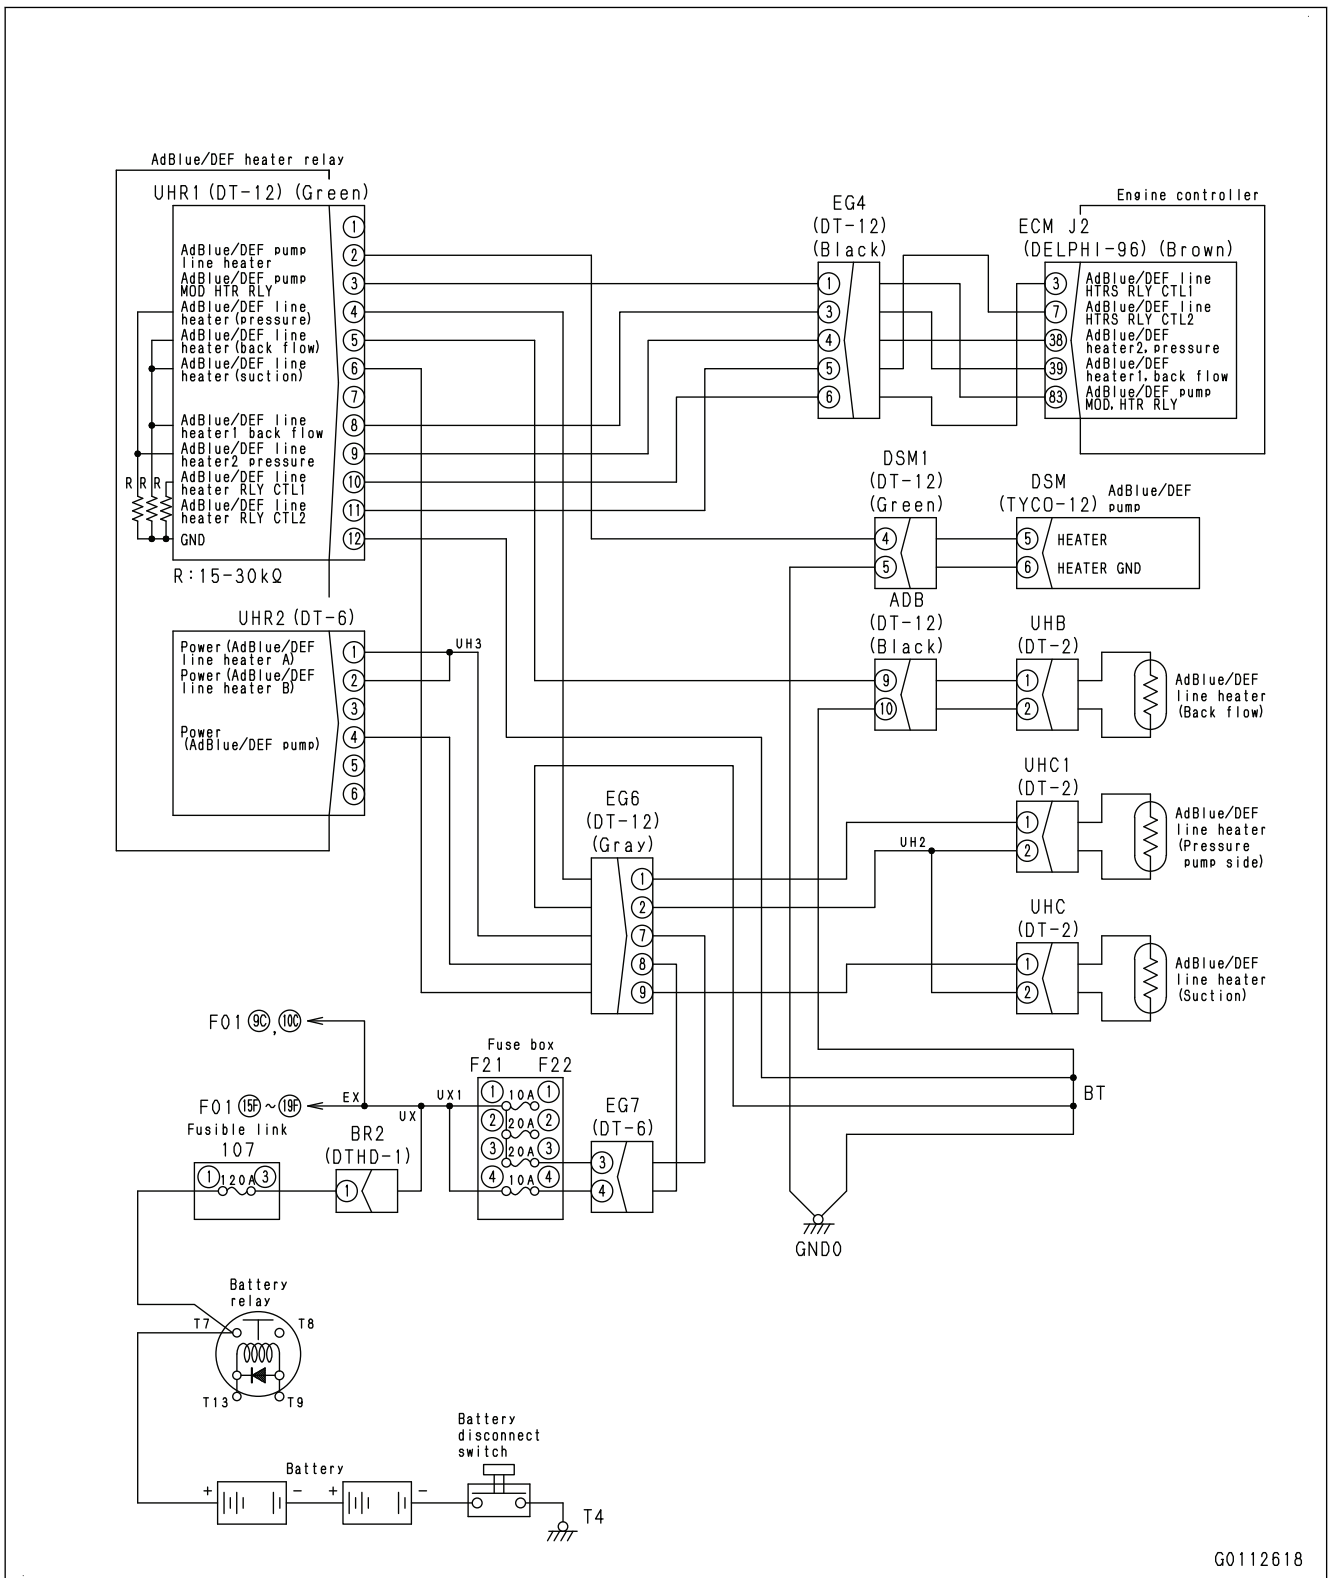 AdBlue/DEF heater relay
UHR1 (DT-12) (Green)
1
AdBlue/DEF pump
line heater
2
AdBlue/DEF pump
MOD HTR RLY
3
AdBlue/DEF line
heater (pressure)
4
AdBlue/DEF line
heater (back flow)
5
AdBlue/DEF line
heater (suction)
6
7
AdBlue/DEF line
heater1 back flow
8
AdBlue/DEF line
heater2 pressure
9
AdBlue/DEF line
heater RLY CTL1
10
AdBlue/DEF line
heater RLY CTL2
11
GND
12
R R R
R:15-30kΩ
UHR2 (DT-6)
Power (AdBlue/DEF
line heater A)
1
Power (AdBlue/DEF
line heater B)
2
3
Power
(AdBlue/DEF pump)
4
5
6
UH3
EG4
(DT-12)
(Black)
1
3
4
5
6
Engine controller
ECM J2
(DELPHI-96) (Brown)
3 AdBlue/DEF line
HTRS RLY CTL1
7 AdBlue/DEF line
HTRS RLY CTL2
38 AdBlue/DEF
heater2, pressure
39 AdBlue/DEF
heater1, back flow
83 AdBlue/DEF pump
MOD. HTR RLY
DSM1
(DT-12)
(Green)
4
5
DSM
(TYCO-12)
AdBlue/DEF
pump
5 HEATER
6 HEATER GND
ADB
(DT-12)
(Black)
9
10
UHB
(DT-2)
1
2
AdBlue/DEF
line heater
(Back flow)
UHC1
(DT-2)
1
2
AdBlue/DEF
line heater
(Pressure
pump side)
UH2
UHC
(DT-2)
1
2
AdBlue/DEF
line heater
(Suction)
EG6
(DT-12)
(Gray)
1
2
7
8
9
F01 9C, 10C
F01 15F ~ 19F
EX
UX
UX1
Fuse box
F21 F22
1 10A 1
2 20A 2
3 20A 3
4 10A 4
EG7
(DT-6)
3
4
BT
GND0
Fusible link
107
1 120A 3
BR2
(DTHD-1)
1
Battery
relay
T7
T8
T13
T9
Battery
+ - + -
Battery
disconnect
switch
T4
G0112618